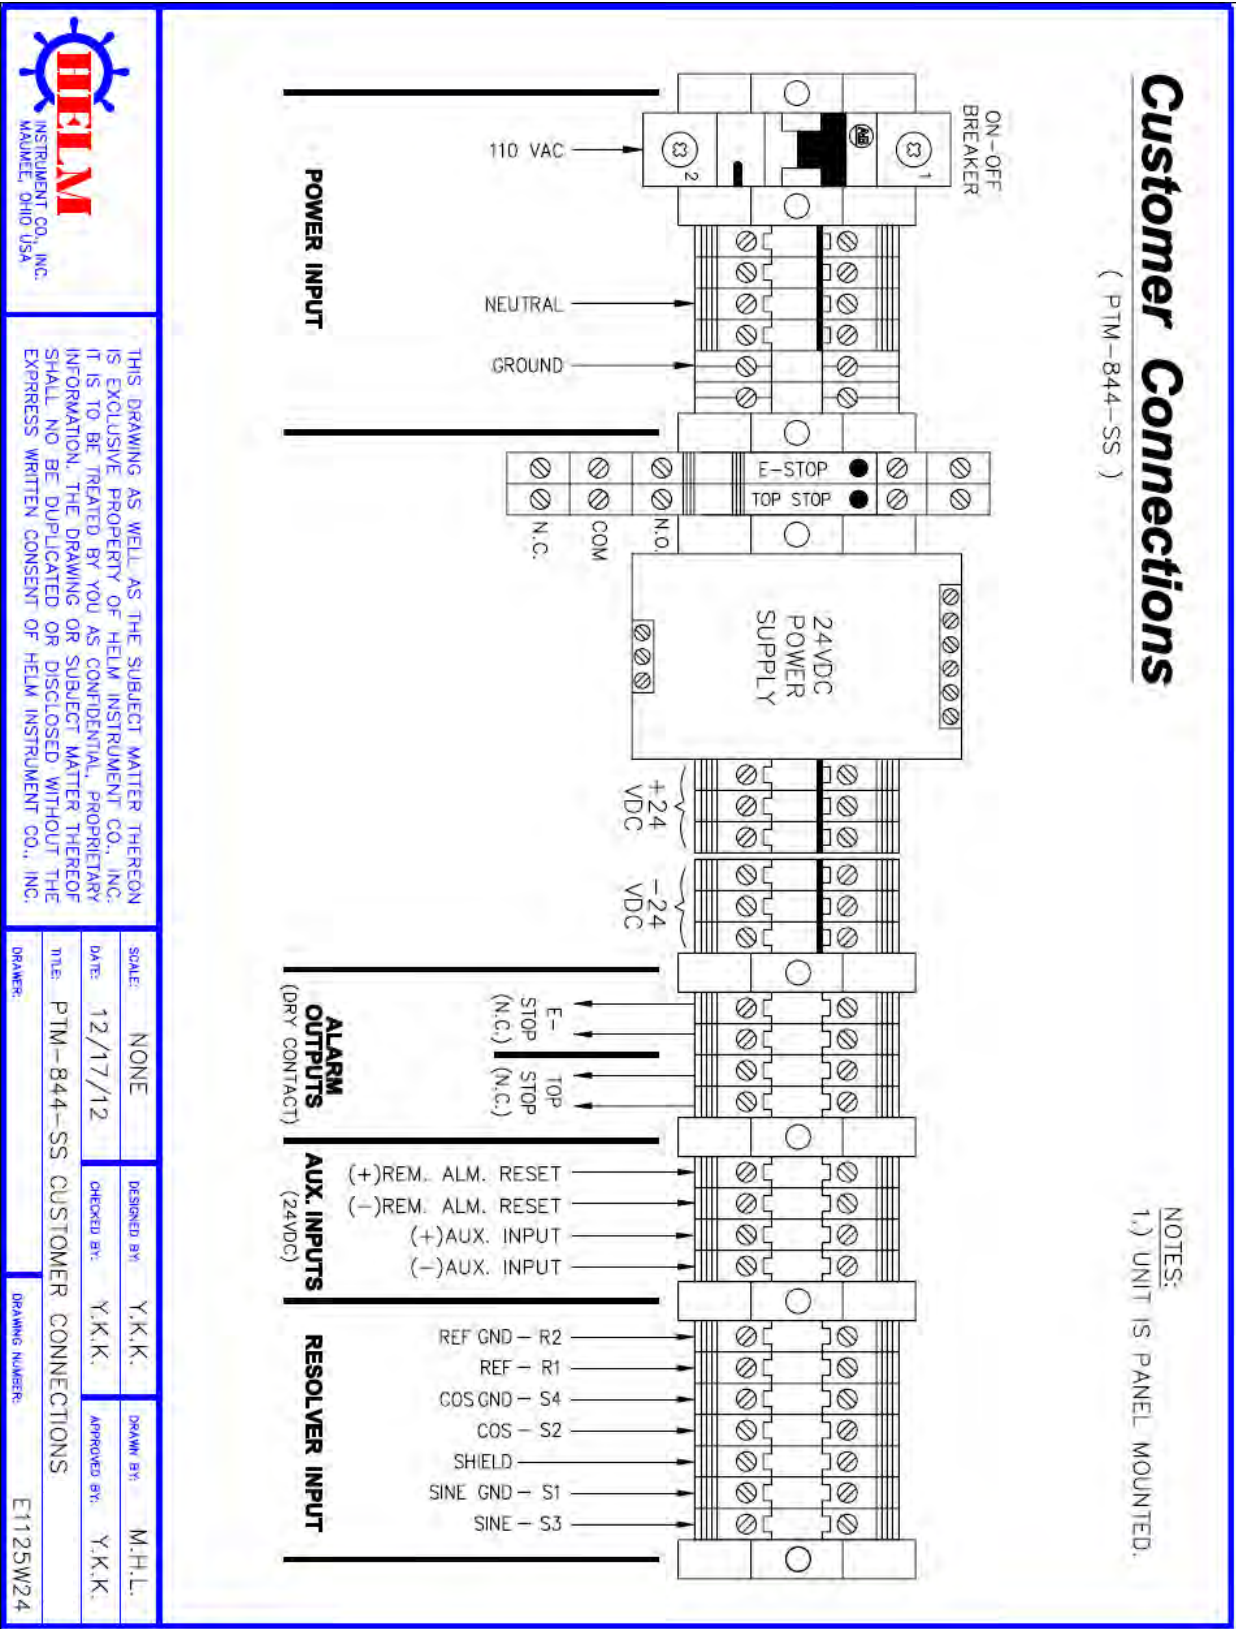 Customer Connections
( PTM-844-SS )
NOTES:
1.) UNIT IS PANEL MOUNTED.
ON-OFF
BREAKER
1
AB
2
110 VAC
NEUTRAL
GROUND
POWER INPUT
E-STOP
TOP STOP
N.O.
COM
N.C.
24VDC
POWER
SUPPLY
+24
VDC
-24
VDC
E-
STOP
(N.C.)
TOP
STOP
(N.C.)
ALARM
OUTPUTS
(DRY CONTACT)
(+)REM. ALM. RESET
(-)REM. ALM. RESET
(+)AUX. INPUT
(-)AUX. INPUT
AUX. INPUTS
(24VDC)
REF GND - R2
REF - R1
COS GND - S4
COS - S2
SHIELD
SINE GND - S1
SINE - S3
RESOLVER INPUT
HELM
INSTRUMENT CO., INC.
MAUMEE, OHIO USA
THIS DRAWING AS WELL AS THE SUBJECT MATTER THEREON
IS EXCLUSIVE PROPERTY OF HELM INSTRUMENT CO., INC.
IT IS TO BE TREATED BY YOU AS CONFIDENTIAL, PROPRIETARY
INFORMATION. THE DRAWING OR SUBJECT MATTER THEREOF
SHALL NO BE DUPLICATED OR DISCLOSED WITHOUT THE
EXPRRESS WRITTEN CONSENT OF HELM INSTRUMENT CO., INC.
SCALE: NONE
DESIGNED BY: Y.K.K.
DRAWN BY: M.H.L.
DATE: 12/17/12
CHECKED BY: Y.K.K.
APPROVED BY: Y.K.K.
TITLE: PTM-844-SS CUSTOMER CONNECTIONS
DRAWER:
DRAWING NUMBER: E1125W24